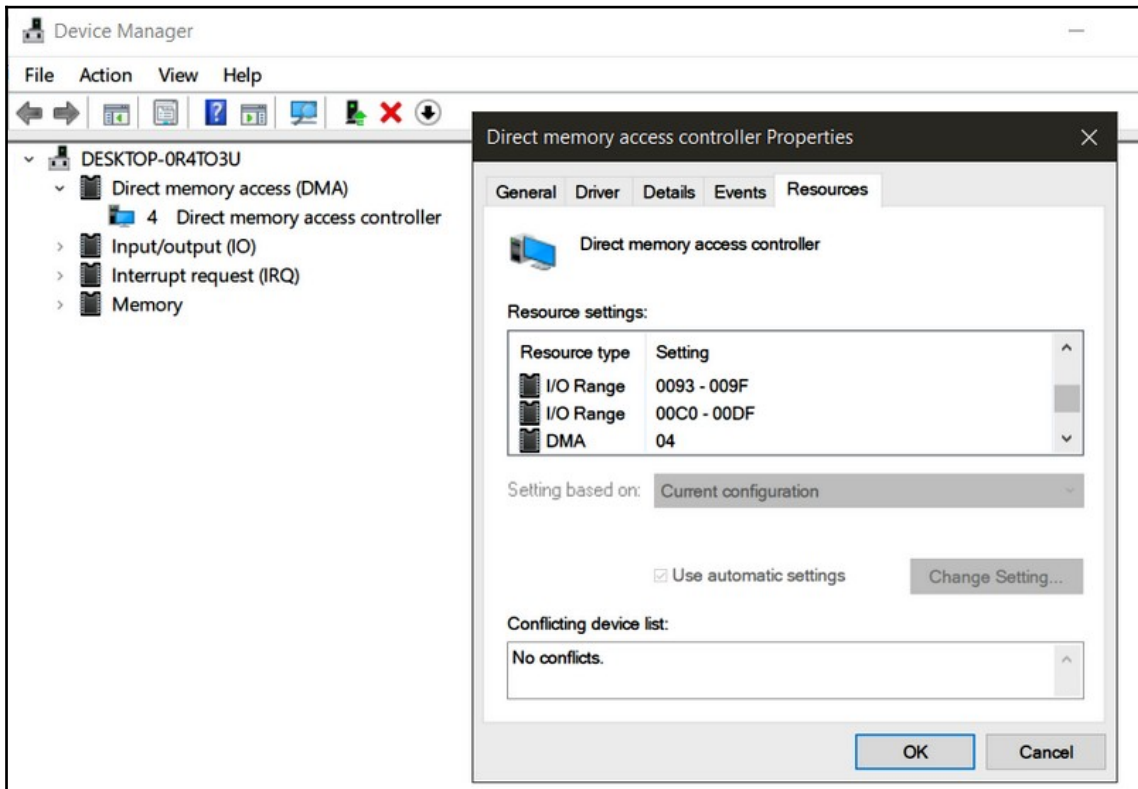 Device Manager
File Action View Help
DESKTOP-0R4TO3U
Direct memory access (DMA)
4 Direct memory access controller
Input/output (IO)
Interrupt request (IRQ)
Memory
Direct memory access controller Properties
General Driver Details Events Resources
Direct memory access controller
Resource settings:
Resource type Setting
I/O Range 0093 - 009F
I/O Range 00C0 - 00DF
DMA 04
Setting based on: Current configuration
Use automatic settings Change Setting...
Conflicting device list:
No conflicts.
OK Cancel